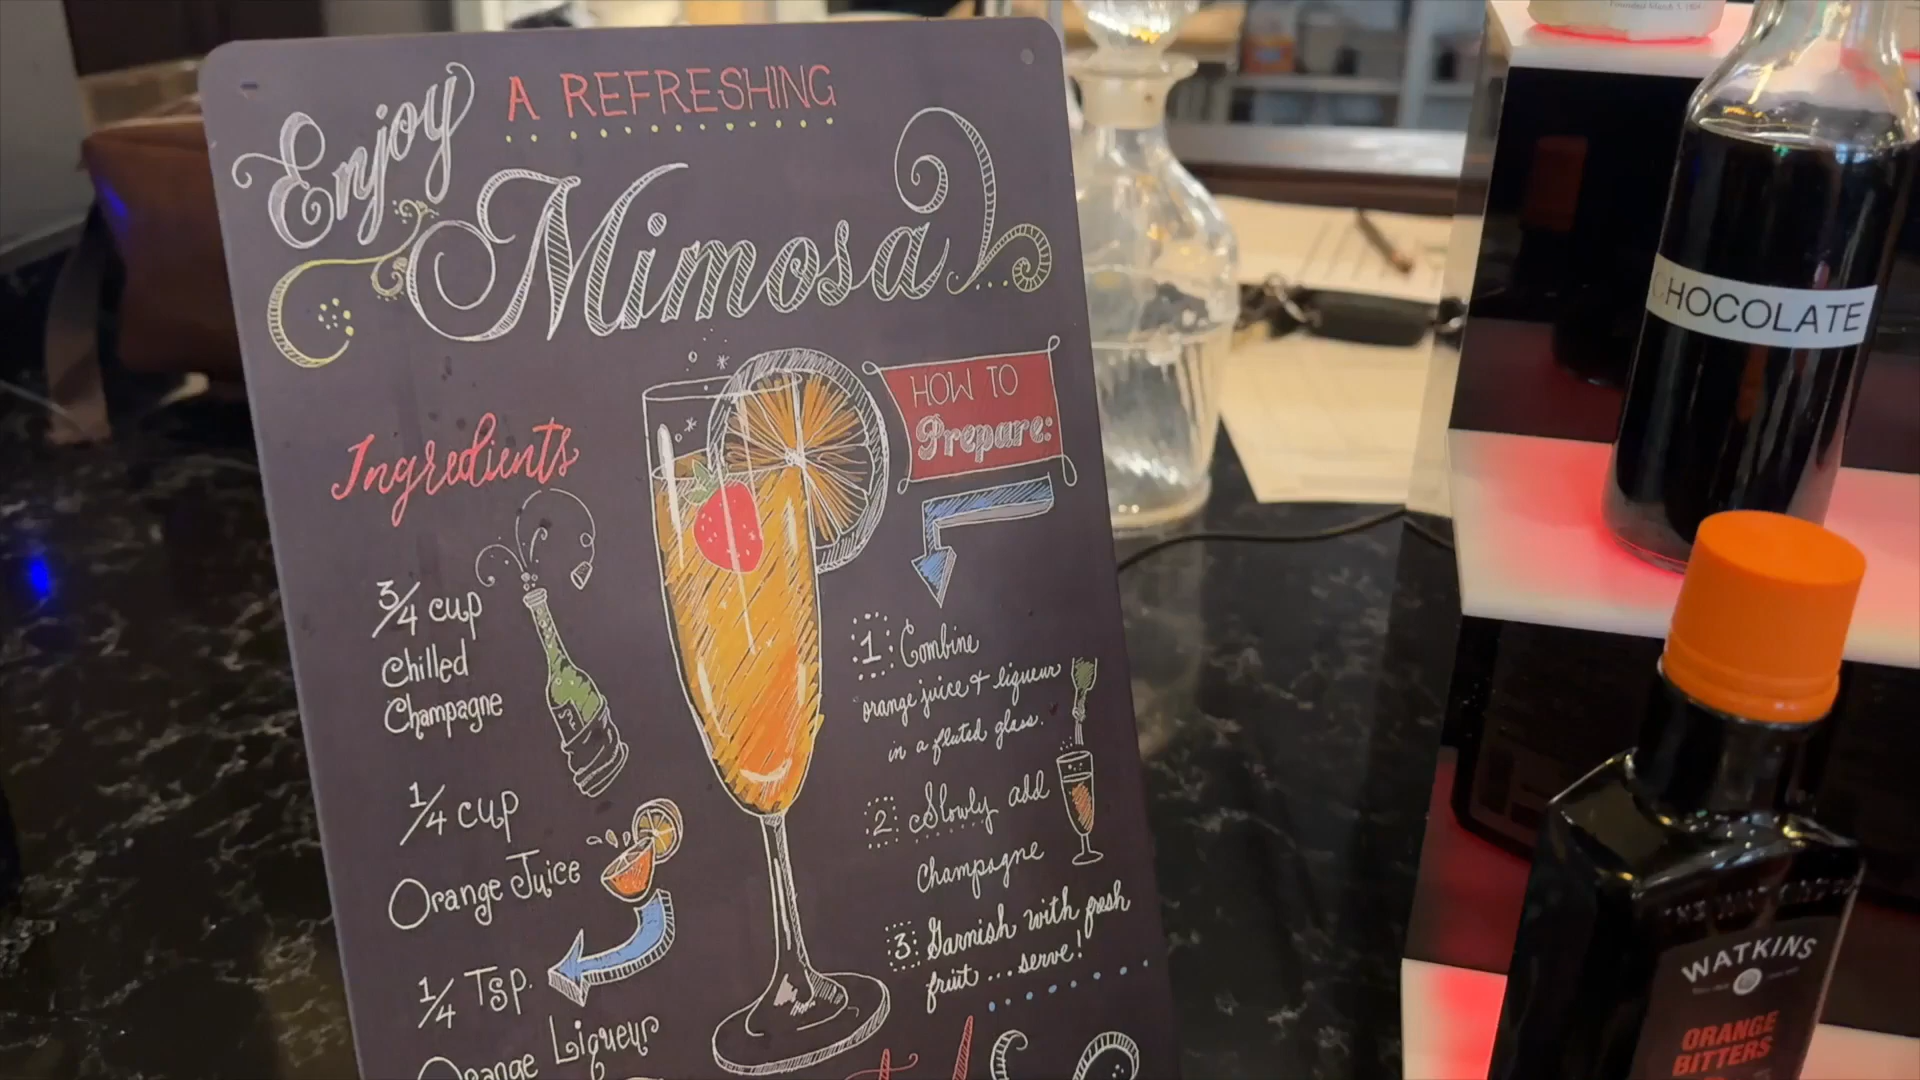 Enjoy
A REFRESHING
Mimosa
Ingredients
3/4 cup
Chilled
Champagne
1/4 cup
Orange Juice
1/4 Tsp.
Orange Liqueur
HOW TO
Prepare:
1 Combine
orange juice + liqueur
in a fluted glass.
2 Slowly add
Champagne
3 Garnish with fresh
fruit ... serve!
CHOCOLATE
WATKINS
ORANGE
BITTERS